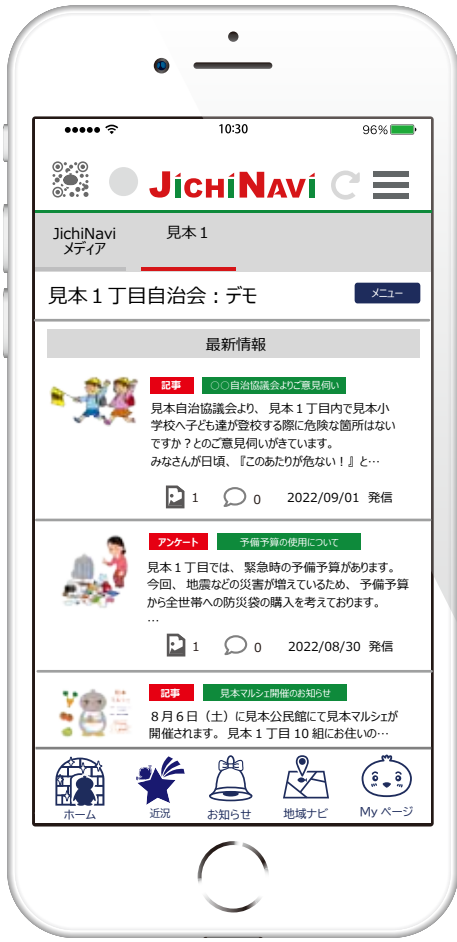 10:30
96%
JíCHíNAVí
JichiNavi
メディア
見本１
見本１丁目自治会：デモ
メニュー
最新情報
記事
○○自治協議会よりご意見伺い
見本自治協議会より、 見本１丁目内で見本小
学校へ子ども達が登校する際に危険な箇所はない
ですか？とのご意見伺いがきています。
みなさんが日頃、『このあたりが危ない！』と…
1
0
2022/09/01 発信
アンケート
予備予算の使用について
見本１丁目では、 緊急時の予備予算があります。
今回、 地震などの災害が増えているため、 予備予算
から全世帯への防災袋の購入を考えております。
…
1
0
2022/08/30 発信
記事
見本マルシェ開催のお知らせ
８月６日（土）に見本公民館にて見本マルシェが
開催されます。見本１丁目 10 組にお住いの…
ホーム
近況
お知らせ
地域ナビ
My ページ